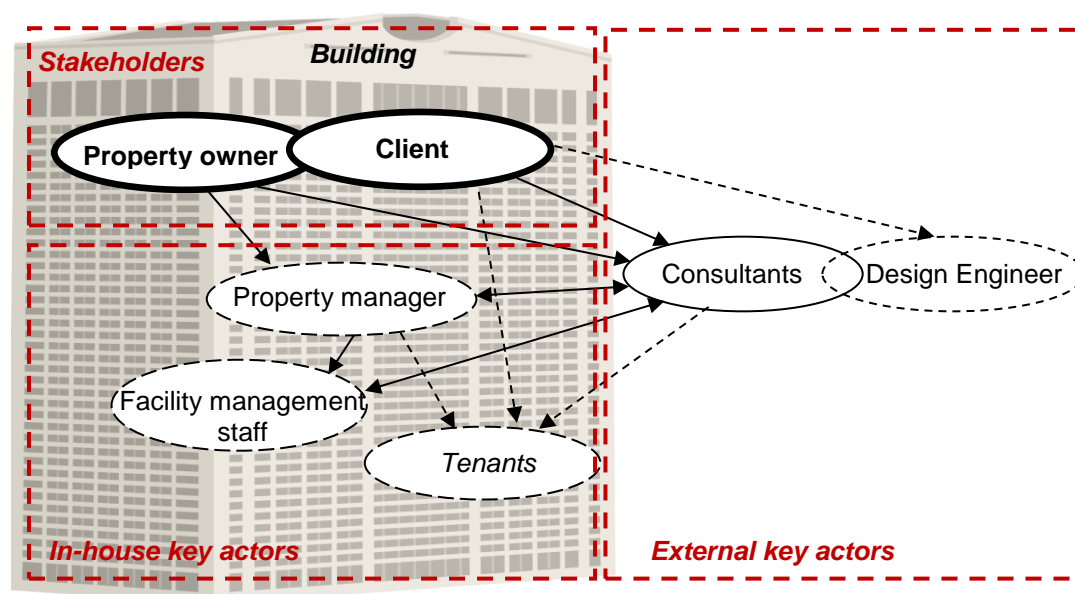 Building
Stakeholders
Property owner
Client
Consultants
Design Engineer
Property manager
Facility management
staff
Tenants
In-house key actors
External key actors